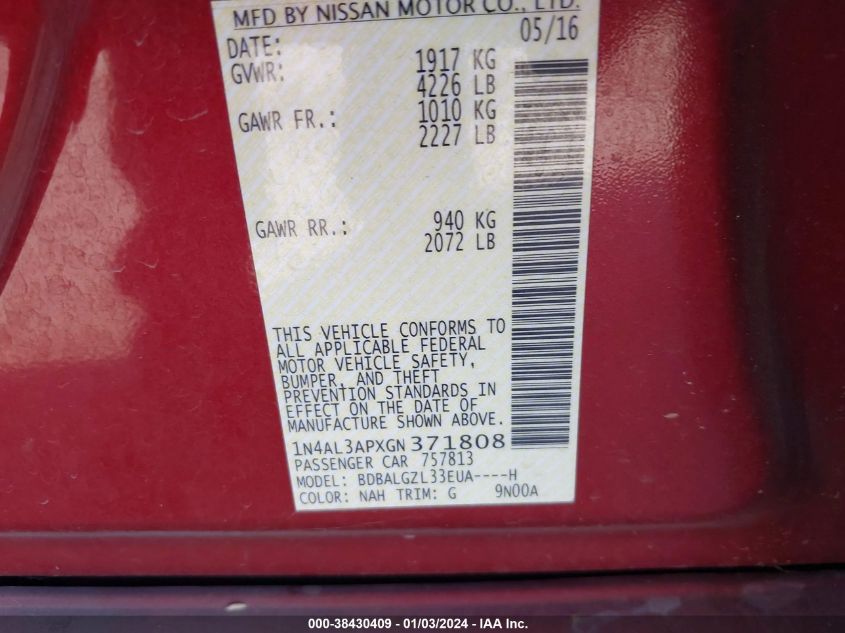 MFD BY NISSAN MOTOR CO., LTD.
DATE: 05/16
GVWR: 1917 KG
4226 LB
GAWR FR.: 1010 KG
2227 LB
GAWR RR.: 940 KG
2072 LB
THIS VEHICLE CONFORMS TO
ALL APPLICABLE FEDERAL
MOTOR VEHICLE SAFETY,
BUMPER, AND THEFT
PREVENTION STANDARDS IN
EFFECT ON THE DATE OF
MANUFACTURE SHOWN ABOVE.
1N4AL3APXGN371808
PASSENGER CAR 757813
MODEL: BDBALGZL33EUA----H
COLOR: NAH TRIM: G 9N00A
000-38430409 - 01/03/2024 - IAA Inc.